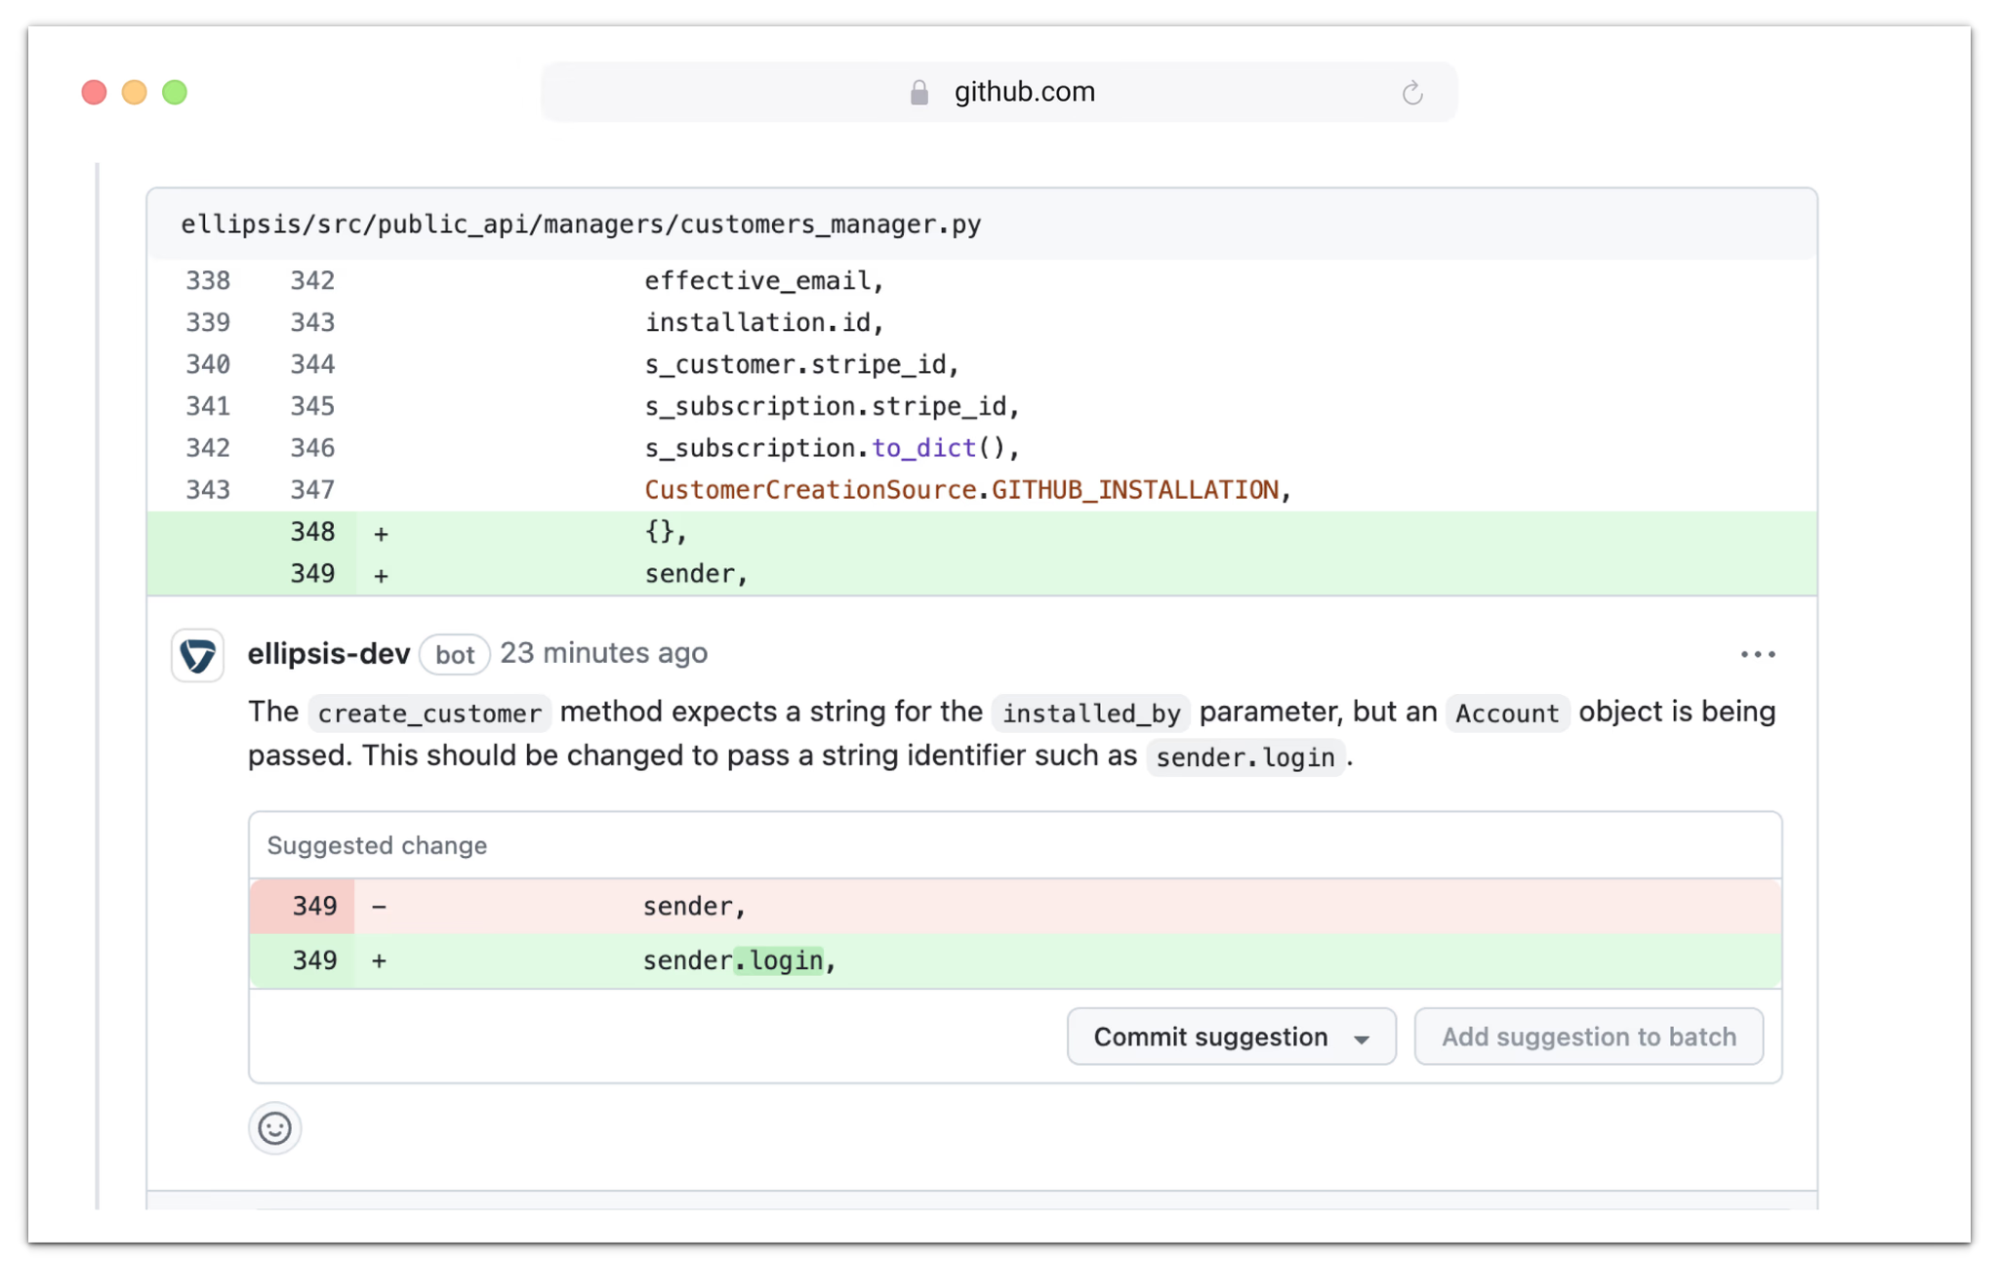 github.com
ellipsis/src/public_api/managers/customers_manager.py
338 342 effective_email,
339 343 installation.id,
340 344 s_customer.stripe_id,
341 345 s_subscription.stripe_id,
342 346 s_subscription.to_dict(),
343 347 CustomerCreationSource.GITHUB_INSTALLATION,
348 + {},
349 + sender,
ellipsis-dev bot 23 minutes ago
The create_customer method expects a string for the installed_by parameter, but an Account object is being
passed. This should be changed to pass a string identifier such as sender.login.
Suggested change
349 - sender,
349 + sender.login,
Commit suggestion Add suggestion to batch